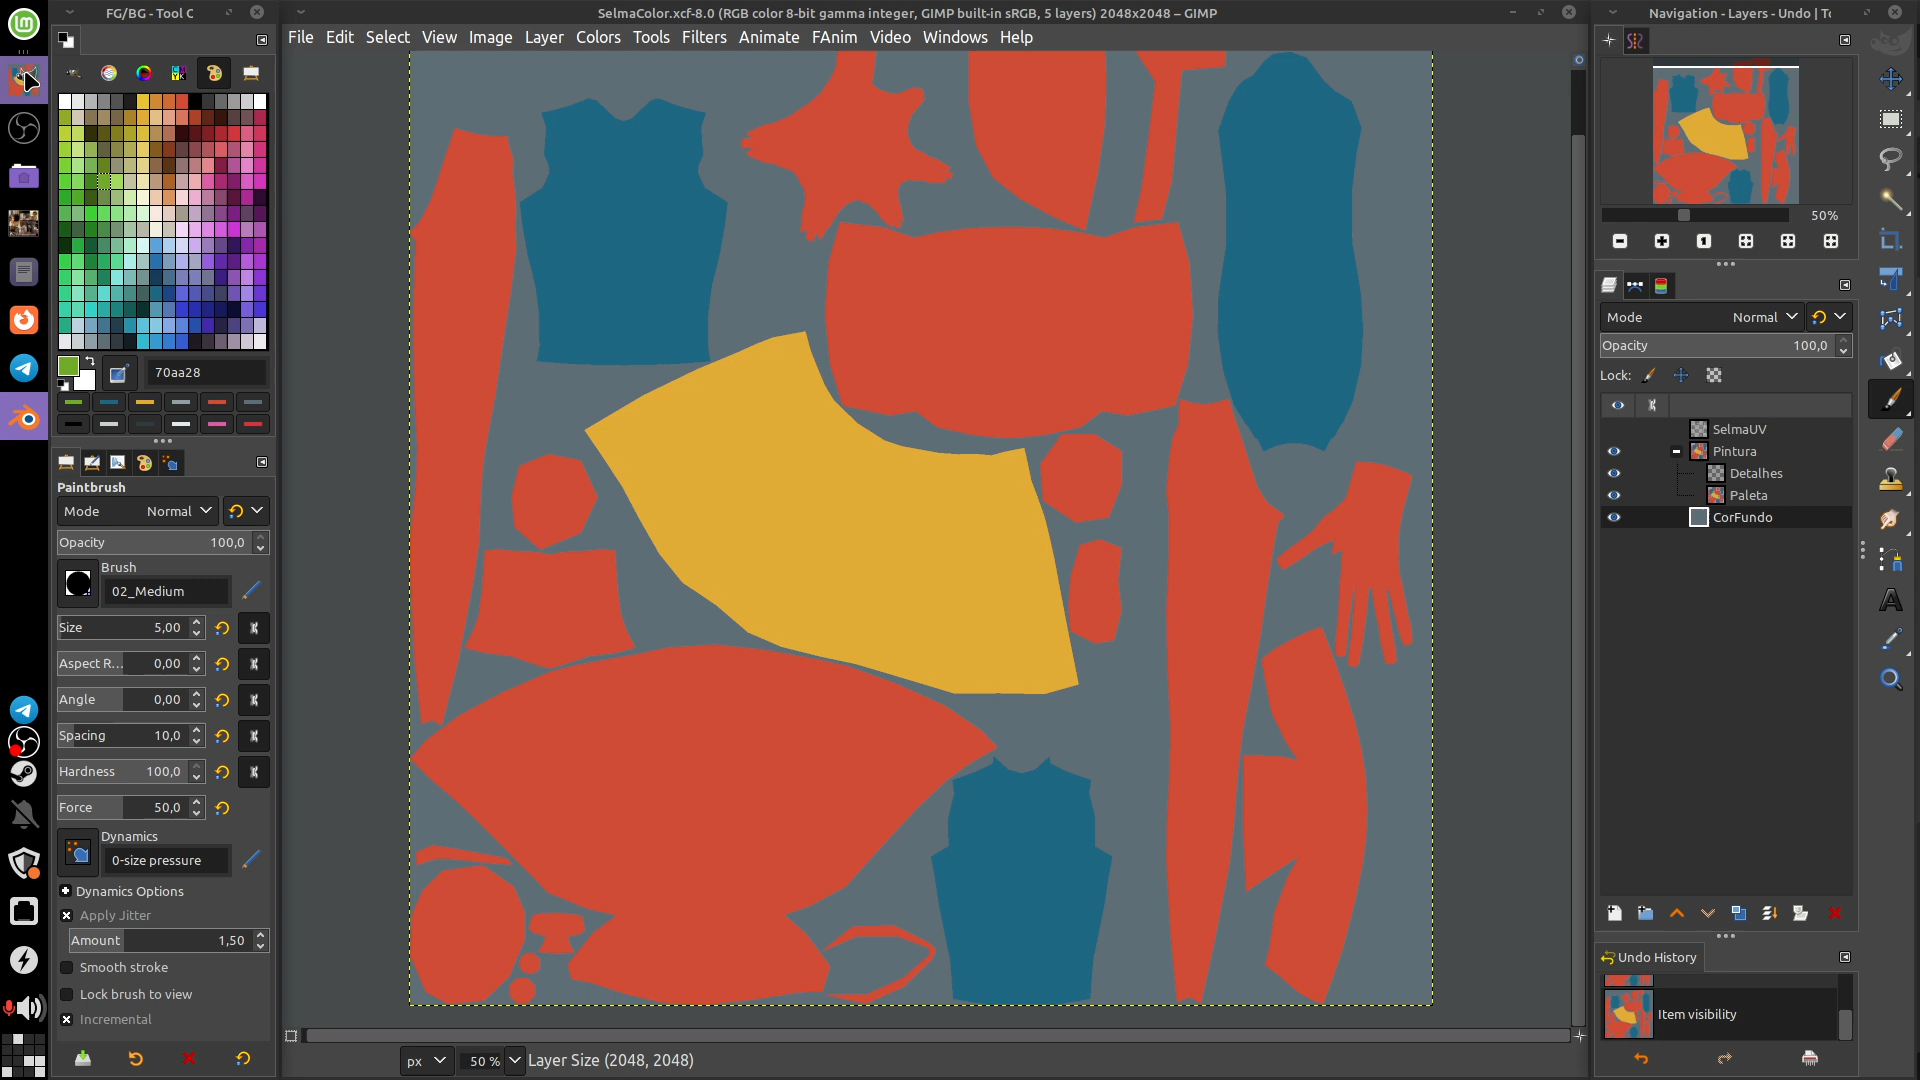 FG/BG - Tool C
SelmaColor.xcf-8.0 (RGB color 8-bit gamma integer, GIMP built-in sRGB, 5 layers) 2048x2048 – GIMP
Navigation - Layers - Undo | To
File Edit Select View Image Layer Colors Tools Filters Animate FAnim Video Windows Help
70aa28
Paintbrush
Mode Normal
Opacity 100,0
Brush
02_Medium
Size 5,00
Aspect R... 0,00
Angle 0,00
Spacing 10,0
Hardness 100,0
Force 50,0
Dynamics
0-size pressure
Dynamics Options
Apply Jitter
Amount 1,50
Smooth stroke
Lock brush to view
Incremental
px 50 % Layer Size (2048, 2048)
50%
Mode Normal
Opacity 100,0
Lock:
SelmaUV
Pintura
Detalhes
Paleta
CorFundo
Undo History
Item visibility